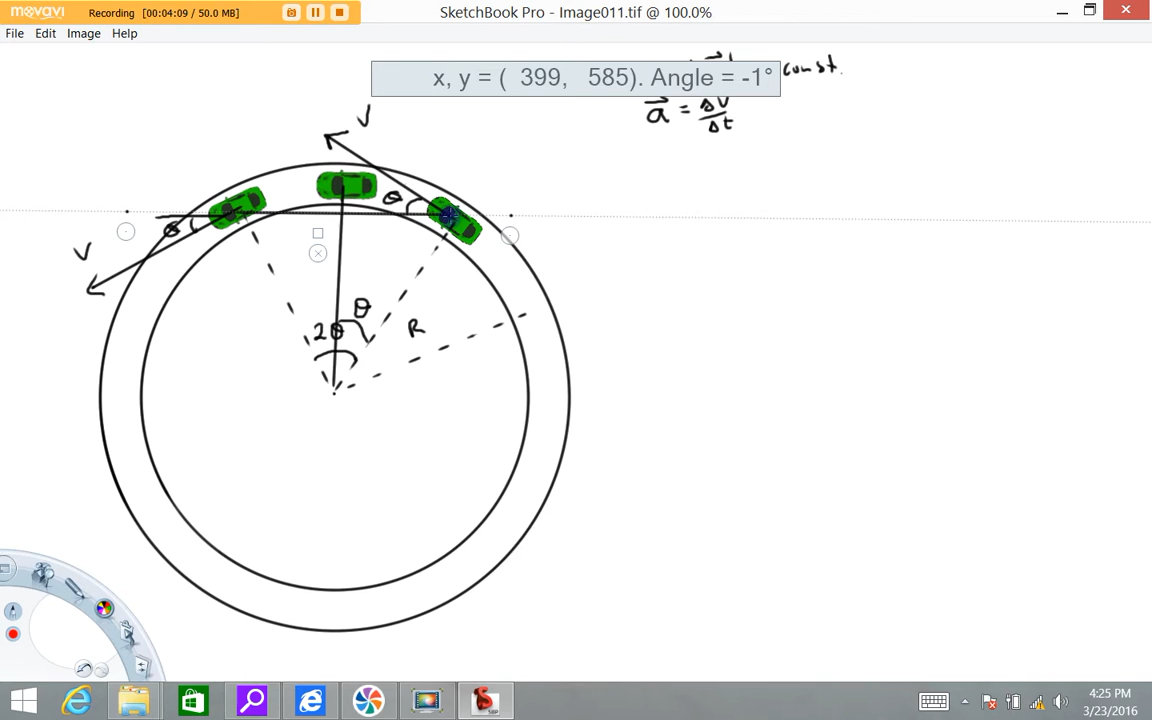 movavi
Recording [00:04:09 / 50.0 MB]
SketchBook Pro - Image011.tif @ 100.0%
File Edit Image Help
x, y = ( 399, 585). Angle = -1°
const.
a = Δv
Δt
v
θ
θ
v
θ
2θ
R
4:25 PM
3/23/2016